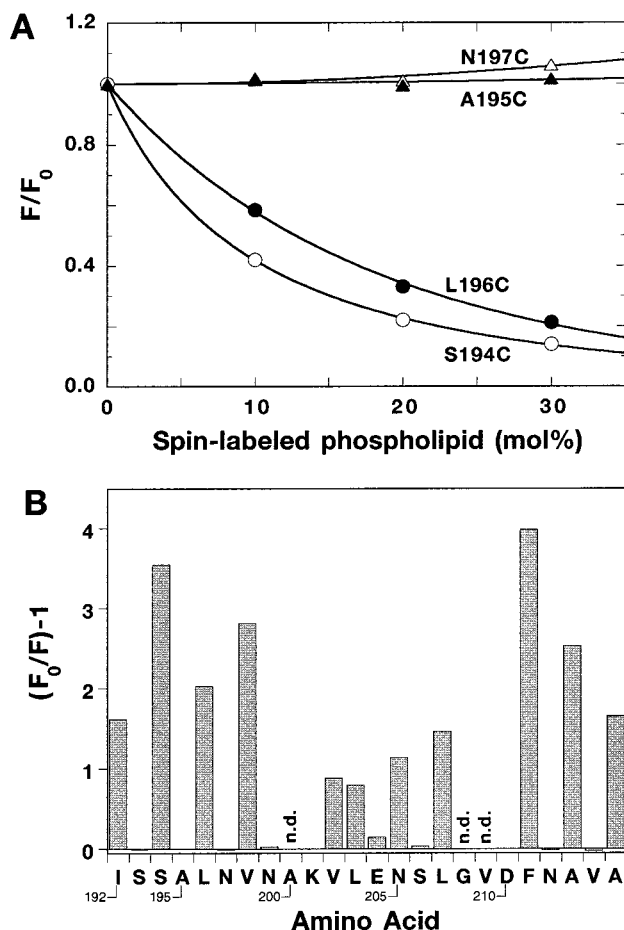 A
1.2
N197C
A195C
0.8
F/F0
0.4
L196C
S194C
0.0
0 10 20 30
Spin-labeled phospholipid (mol%)
B
4
3
(F0/F)-1
2
1
n.d. n.d. n.d.
0
I S S A L N V N A K V L E N S L G V D F N A V A
192 195 200 205 210
Amino Acid